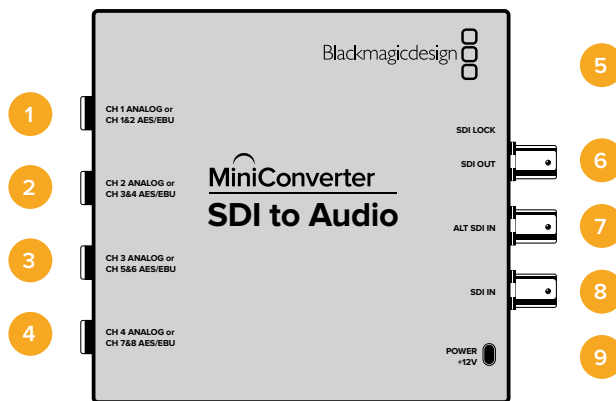 Blackmagicdesign
1
CH 1 ANALOG or
CH 1&2 AES/EBU
2
CH 2 ANALOG or
CH 3&4 AES/EBU
3
CH 3 ANALOG or
CH 5&6 AES/EBU
4
CH 4 ANALOG or
CH 7&8 AES/EBU
MiniConverter
SDI to Audio
5
SDI LOCK
SDI OUT
6
ALT SDI IN
7
SDI IN
8
POWER
+12V
9